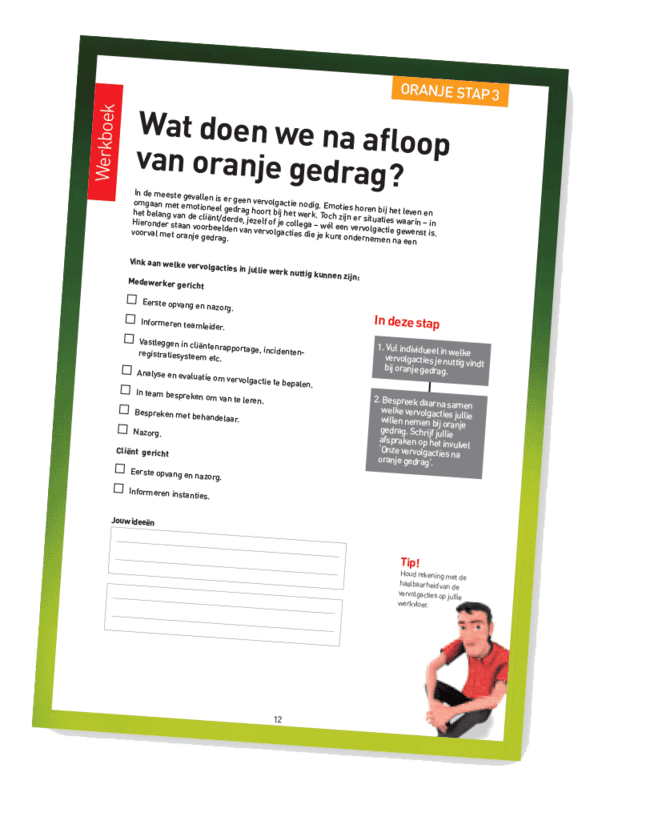 ORANJE STAP 3
Werkboek
Wat doen we na afloop
van oranje gedrag?
In de meeste gevallen is er geen vervolgactie nodig. Emoties horen bij het leven en
omgaan met emotioneel gedrag hoort bij het werk. Toch zijn er situaties waarin – in
het belang van de cliënt/derde, jezelf of je collega – wél een vervolgactie gewenst is.
Hieronder staan voorbeelden van vervolgacties die je kunt ondernemen na een
voorval met oranje gedrag.
Vink aan welke vervolgacties in jullie werk nuttig kunnen zijn:
Medewerker gericht
Eerste opvang en nazorg.
Informeren teamleider.
Vastleggen in cliëntenrapportage, incidenten-
registratiesysteem etc.
Analyse en evaluatie om vervolgactie te bepalen.
In team bespreken om van te leren.
Bespreken met behandelaar.
Nazorg.
Cliënt gericht
Eerste opvang en nazorg.
Informeren instanties.
Jouw ideeën
In deze stap
1. Vul individueel in welke
vervolgacties je nuttig vindt
bij oranje gedrag.
2. Bespreek daarna samen
welke vervolgacties jullie
willen nemen bij oranje
gedrag. Schrijf jullie
afspraken op het invulvel
'Onze vervolgacties na
oranje gedrag'.
Tip!
Houd rekening met de
haalbaarheid van de
vervolgacties op jullie
werkvloer.
12